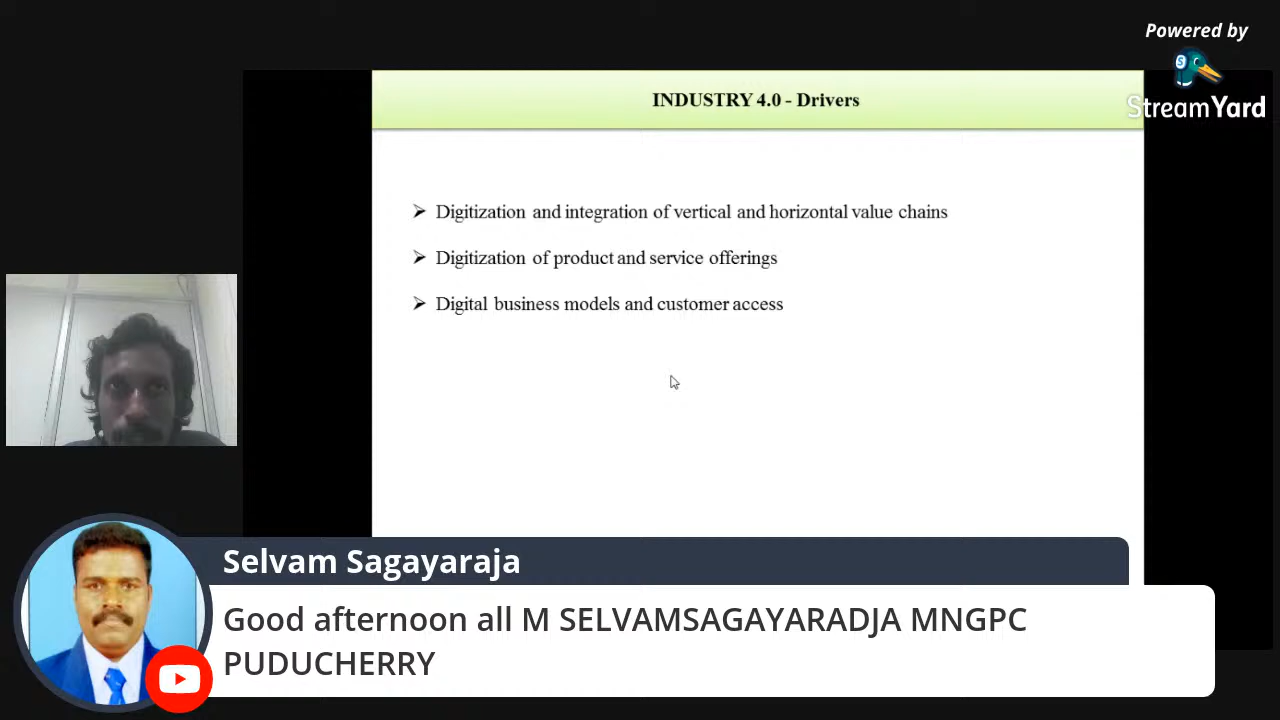 Powered by
StreamYard
INDUSTRY 4.0 - Drivers
➢ Digitization and integration of vertical and horizontal value chains
➢ Digitization of product and service offerings
➢ Digital business models and customer access
Selvam Sagayaraja
Good afternoon all M SELVAMSAGAYARADJA MNGPC
PUDUCHERRY